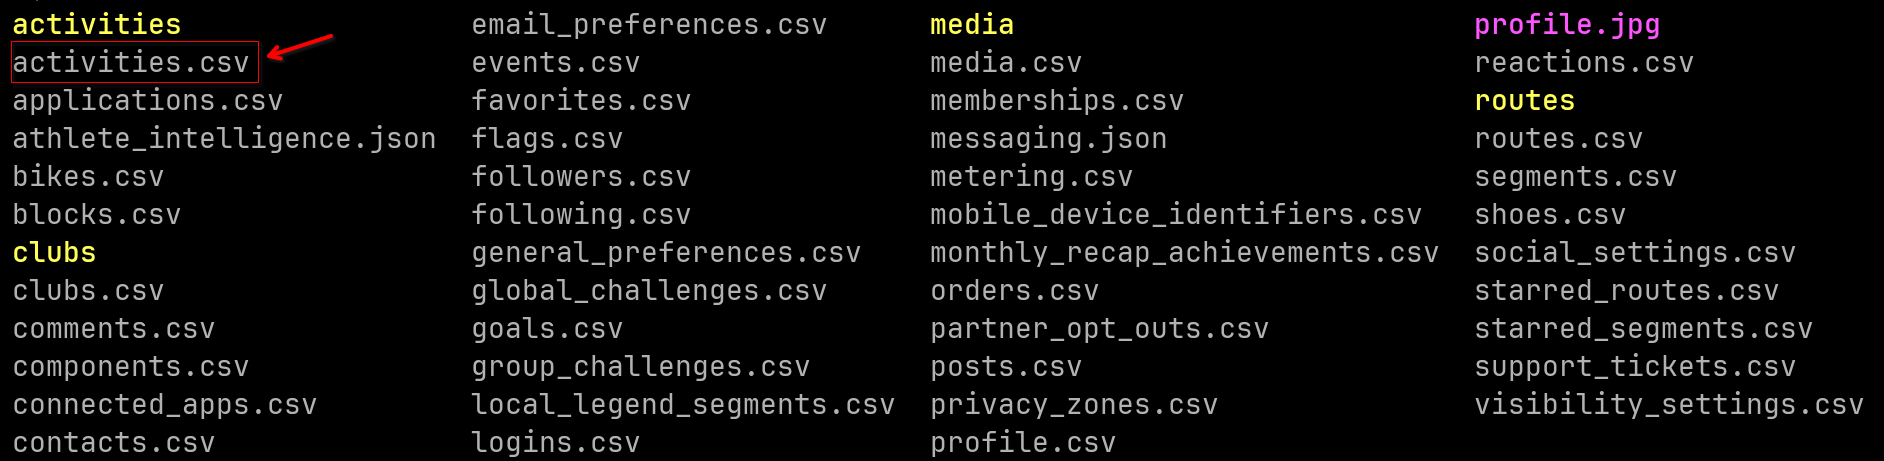 activities
activities.csv
applications.csv
athlete_intelligence.json
bikes.csv
blocks.csv
clubs
clubs.csv
comments.csv
components.csv
connected_apps.csv
contacts.csv
email_preferences.csv
events.csv
favorites.csv
flags.csv
followers.csv
following.csv
general_preferences.csv
global_challenges.csv
goals.csv
group_challenges.csv
local_legend_segments.csv
logins.csv
media
media.csv
memberships.csv
messaging.json
metering.csv
mobile_device_identifiers.csv
monthly_recap_achievements.csv
orders.csv
partner_opt_outs.csv
posts.csv
privacy_zones.csv
profile.csv
profile.jpg
reactions.csv
routes
routes.csv
segments.csv
shoes.csv
social_settings.csv
starred_routes.csv
starred_segments.csv
support_tickets.csv
visibility_settings.csv